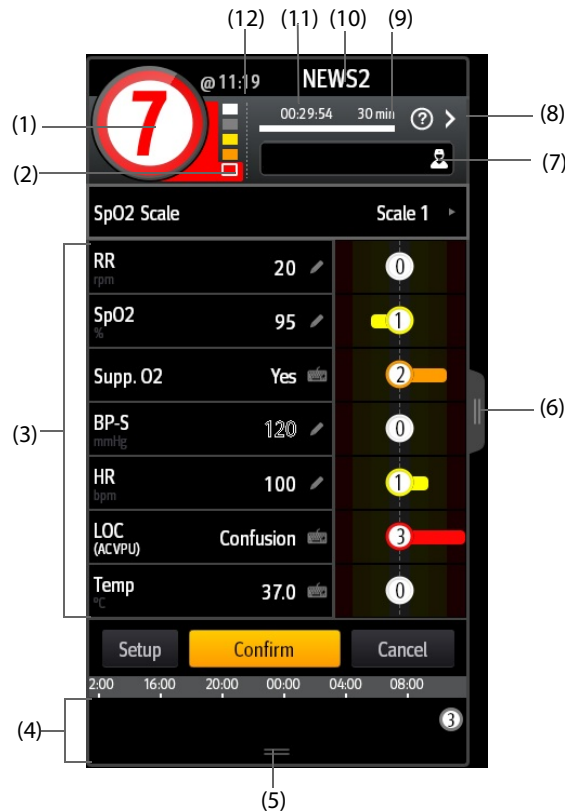 (12) (11) (10) (9)
@ 11:19 NEWS2
7
00:29:54 30 min ?
(1)
(8)
(2)
(7)
SpO2 Scale Scale 1
RR
rpm
20 0
SpO2
%
95 1
Supp. O2 Yes 2
(3)
(6)
BP-S
mmHg
120 0
HR
bpm
100 1
LOC
(ACVPU)
Confusion 3
Temp
°C
37.0 0
Setup Confirm Cancel
2:00 16:00 20:00 00:00 04:00 08:00
3
(4)
(5)